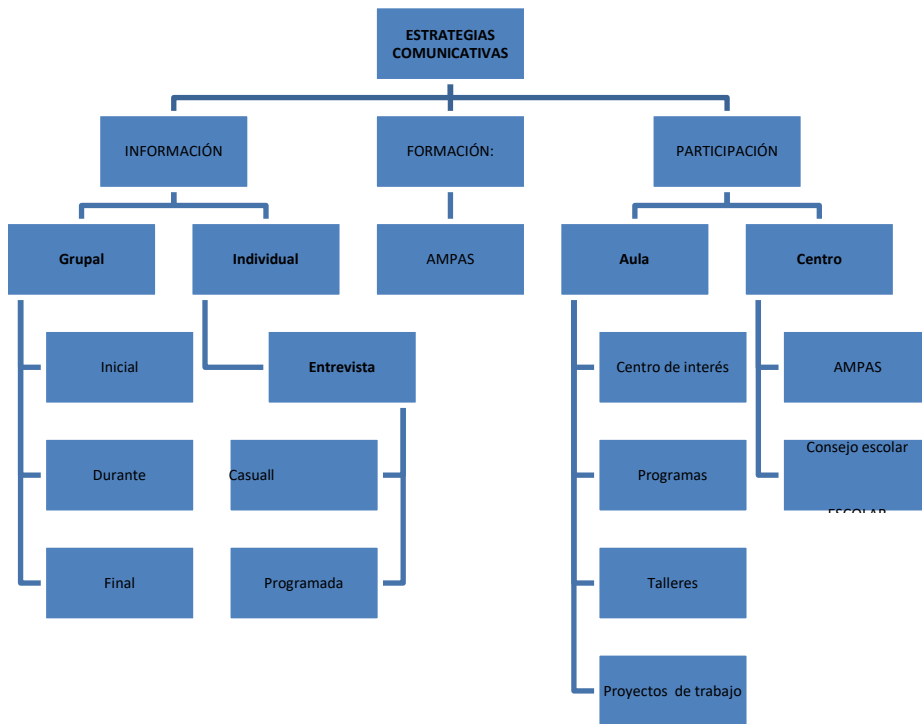 ESTRATEGIAS
COMUNICATIVAS
INFORMACIÓN
FORMACIÓN:
PARTICIPACIÓN
Grupal
Individual
AMPAS
Aula
Centro
Inicial
Entrevista
Centro de interés
AMPAS
Durante
Casuall
Programas
Consejo escolar
ESCOLAR
Final
Programada
Talleres
Proyectos de trabajo